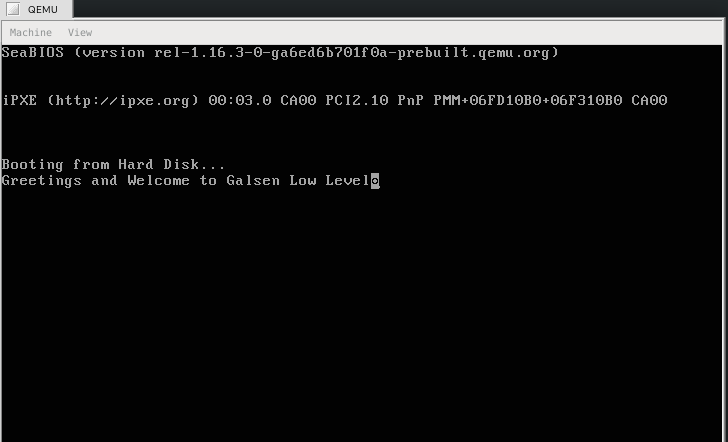 QEMU
Machine View
SeaBIOS (version rel-1.16.3-0-ga6ed6b701f0a-prebuilt.qemu.org)
iPXE (http://ipxe.org) 00:03.0 CA00 PCI2.10 PnP PMM+06FD10B0+06F310B0 CA00
Booting from Hard Disk...
Greetings and Welcome to Galsen Low Level